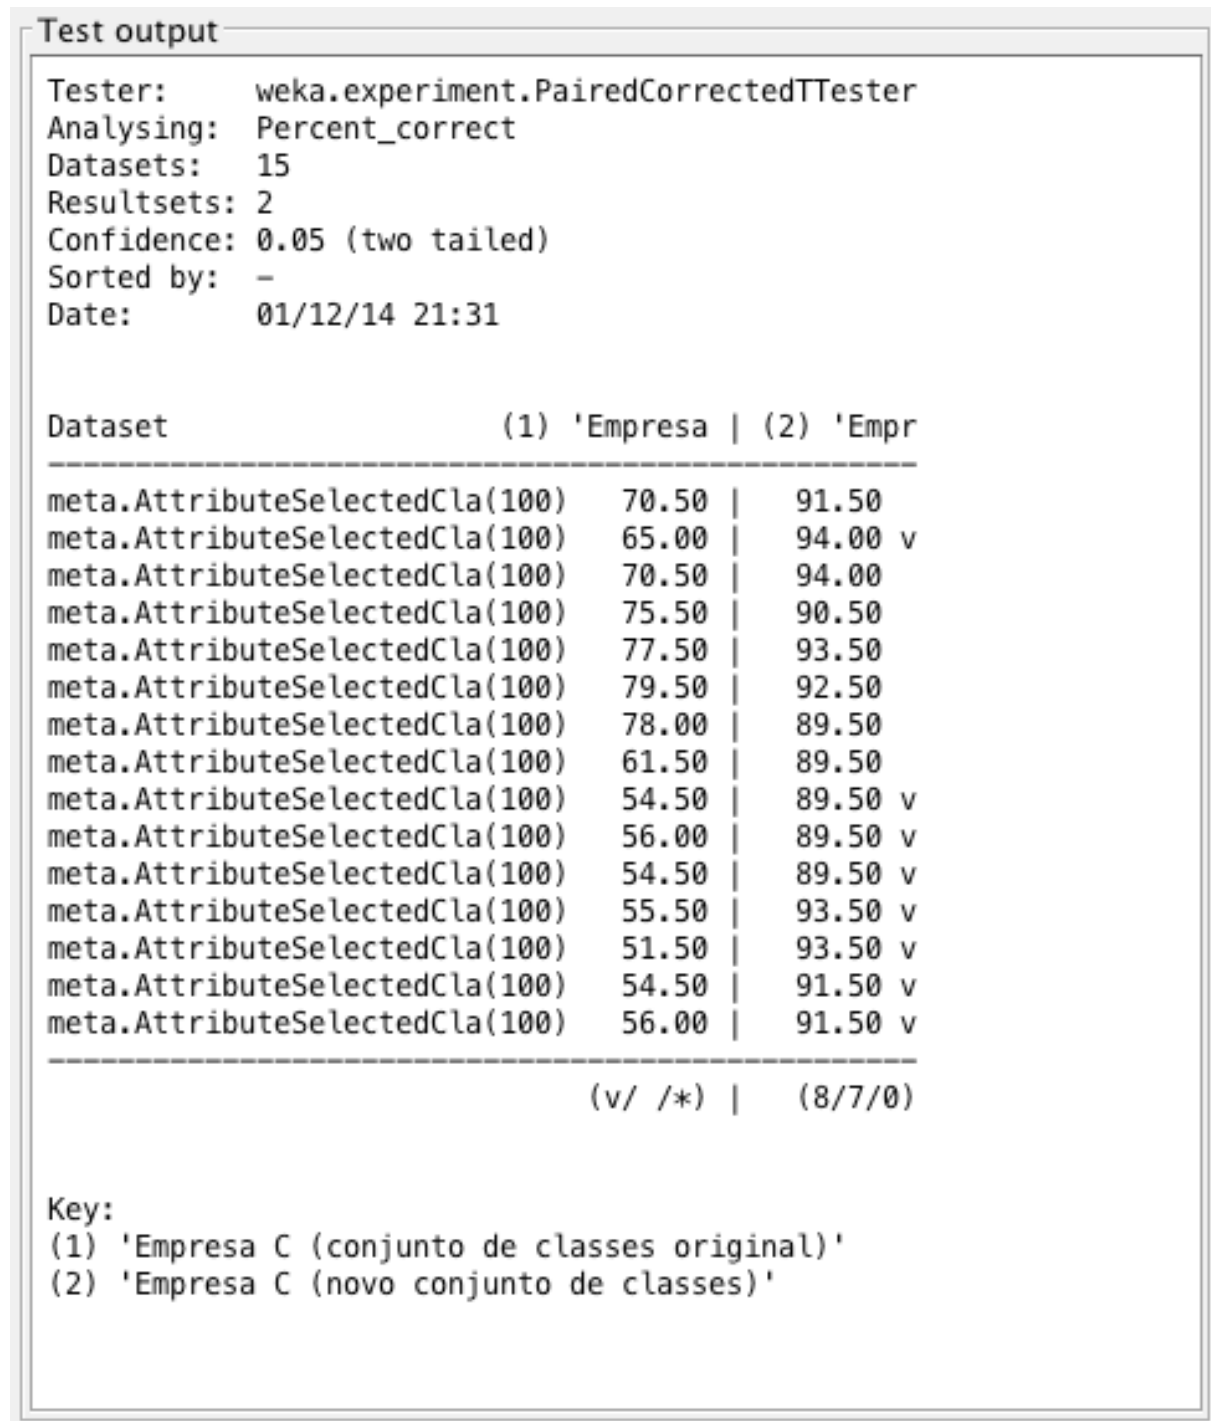 Test output
Tester:     weka.experiment.PairedCorrectedTTester
Analysing:  Percent_correct
Datasets:   15
Resultsets: 2
Confidence: 0.05 (two tailed)
Sorted by:  -
Date:       01/12/14 21:31
Dataset                   (1) 'Empresa | (2) 'Empr
--------------------------------------------------
meta.AttributeSelectedCla(100)   70.50 |   91.50
meta.AttributeSelectedCla(100)   65.00 |   94.00 v
meta.AttributeSelectedCla(100)   70.50 |   94.00
meta.AttributeSelectedCla(100)   75.50 |   90.50
meta.AttributeSelectedCla(100)   77.50 |   93.50
meta.AttributeSelectedCla(100)   79.50 |   92.50
meta.AttributeSelectedCla(100)   78.00 |   89.50
meta.AttributeSelectedCla(100)   61.50 |   89.50
meta.AttributeSelectedCla(100)   54.50 |   89.50 v
meta.AttributeSelectedCla(100)   56.00 |   89.50 v
meta.AttributeSelectedCla(100)   54.50 |   89.50 v
meta.AttributeSelectedCla(100)   55.50 |   93.50 v
meta.AttributeSelectedCla(100)   51.50 |   93.50 v
meta.AttributeSelectedCla(100)   54.50 |   91.50 v
meta.AttributeSelectedCla(100)   56.00 |   91.50 v
--------------------------------------------------
(v/ /*) |   (8/7/0)
Key:
(1) 'Empresa C (conjunto de classes original)'
(2) 'Empresa C (novo conjunto de classes)'